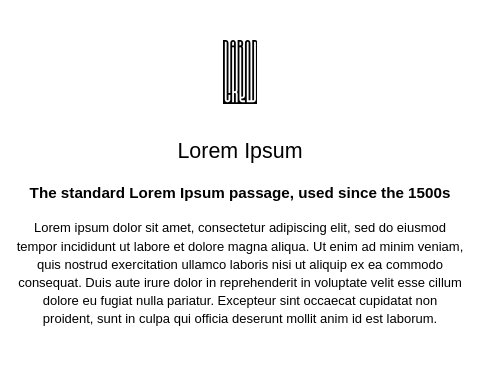 Lorem Ipsum
The standard Lorem Ipsum passage, used since the 1500s
Lorem ipsum dolor sit amet, consectetur adipiscing elit, sed do eiusmod
tempor incididunt ut labore et dolore magna aliqua. Ut enim ad minim veniam,
quis nostrud exercitation ullamco laboris nisi ut aliquip ex ea commodo
consequat. Duis aute irure dolor in reprehenderit in voluptate velit esse cillum
dolore eu fugiat nulla pariatur. Excepteur sint occaecat cupidatat non
proident, sunt in culpa qui officia deserunt mollit anim id est laborum.